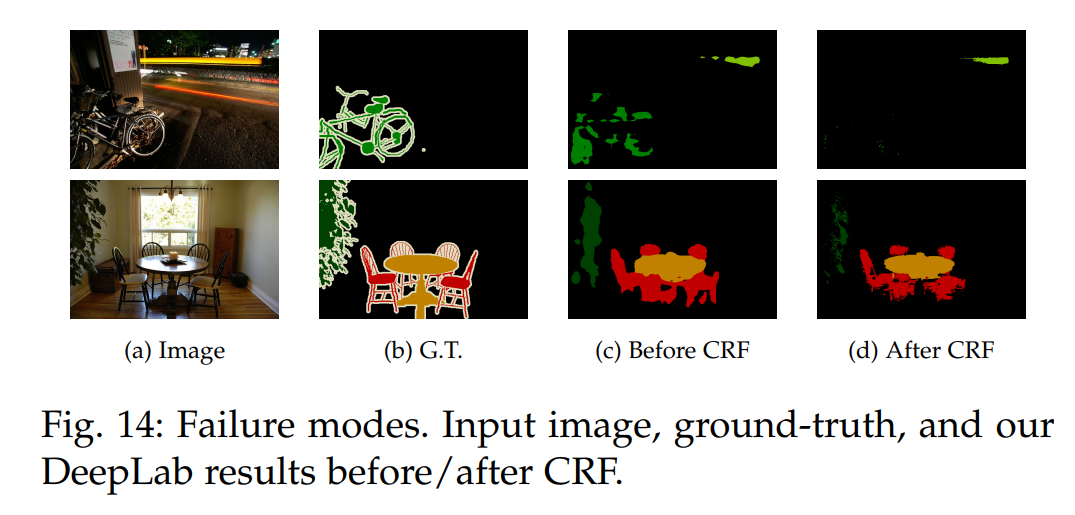 (a) Image
(b) G.T.
(c) Before CRF
(d) After CRF
Fig. 14: Failure modes. Input image, ground-truth, and our
DeepLab results before/after CRF.